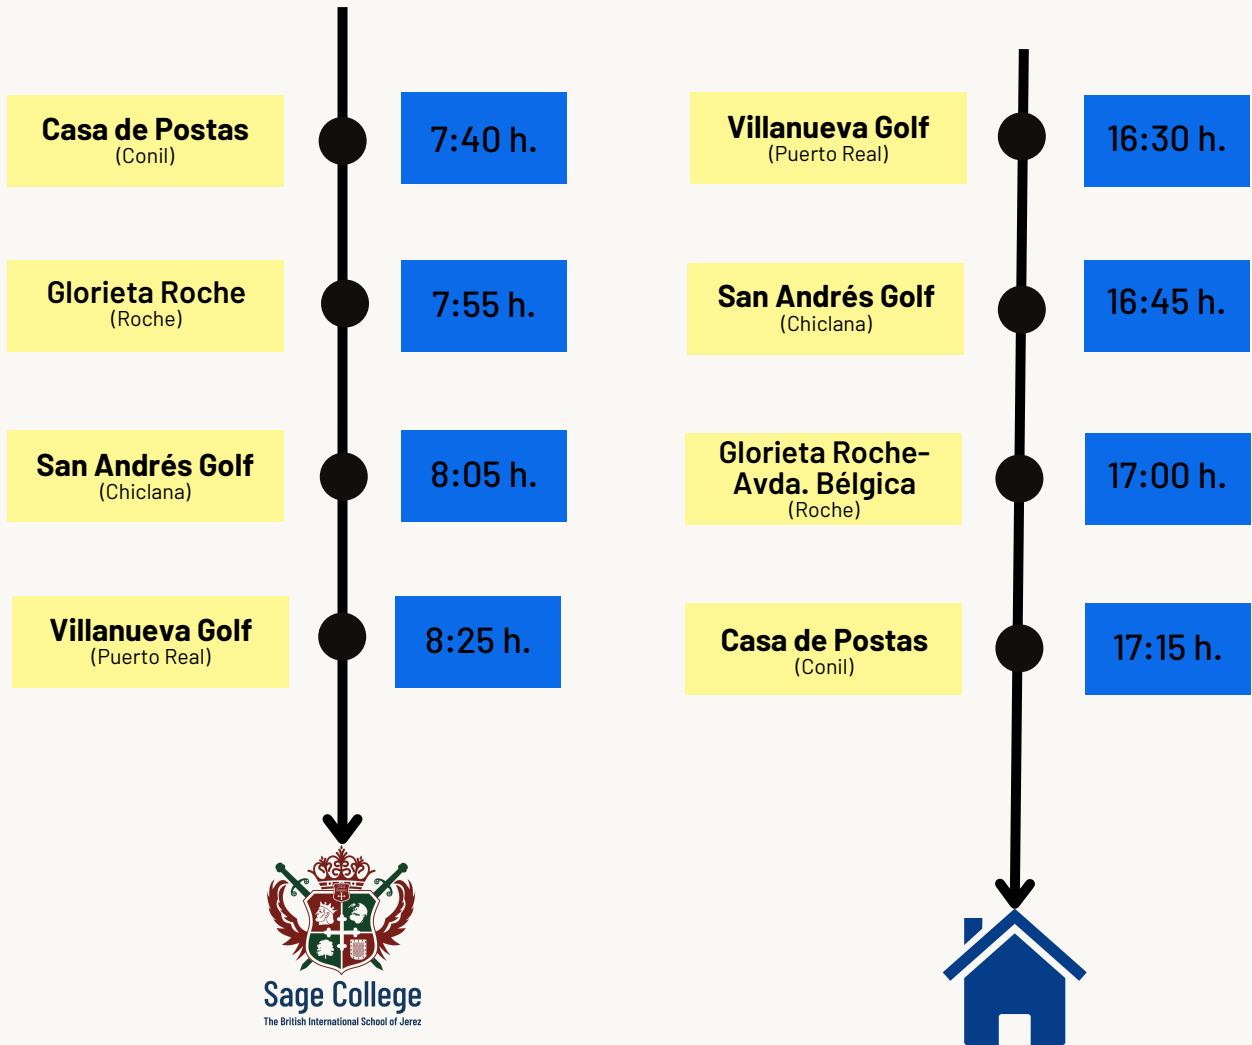 Casa de Postas
(Conil)
7:40 h.
Glorieta Roche
(Roche)
7:55 h.
San Andrés Golf
(Chiclana)
8:05 h.
Villanueva Golf
(Puerto Real)
8:25 h.
Sage College
The British International School of Jerez
Villanueva Golf
(Puerto Real)
16:30 h.
San Andrés Golf
(Chiclana)
16:45 h.
Glorieta Roche-
Avda. Bélgica
(Roche)
17:00 h.
Casa de Postas
(Conil)
17:15 h.